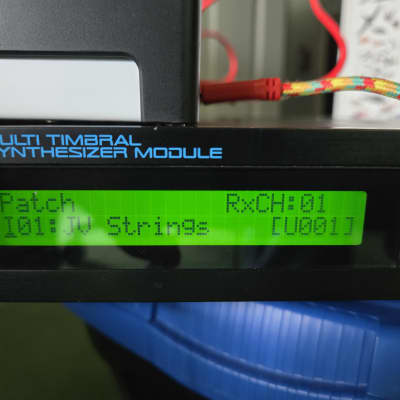 ULTI TIMBRAL
YNTHESIZER MODULE
Patch RxCH:01
I01:JV Strings [U001]